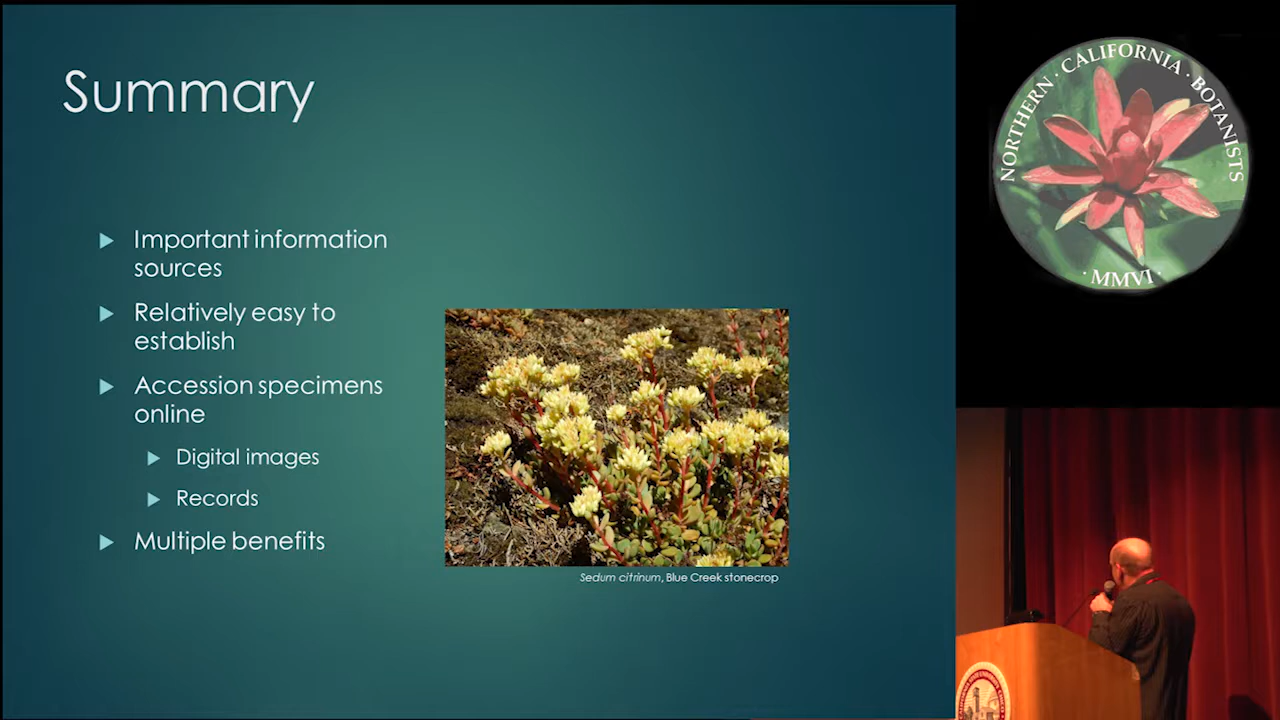 Summary
Important information
sources
Relatively easy to
establish
Accession specimens
online
Digital images
Records
Multiple benefits
Sedum citrinum, Blue Creek stonecrop
NORTHERN · CALIFORNIA · BOTANISTS
· MMVI ·